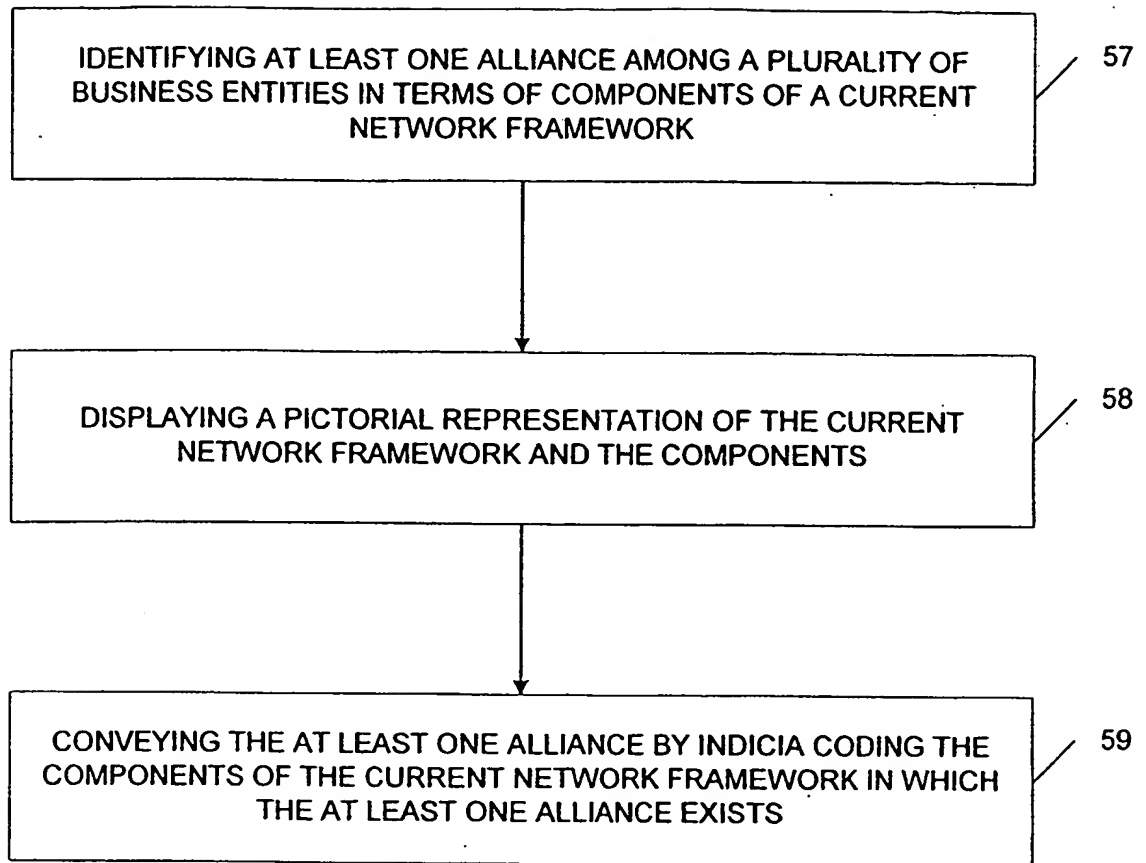 IDENTIFYING AT LEAST ONE ALLIANCE AMONG A PLURALITY OF
BUSINESS ENTITIES IN TERMS OF COMPONENTS OF A CURRENT
NETWORK FRAMEWORK
57
DISPLAYING A PICTORIAL REPRESENTATION OF THE CURRENT
NETWORK FRAMEWORK AND THE COMPONENTS
58
CONVEYING THE AT LEAST ONE ALLIANCE BY INDICIA CODING THE
COMPONENTS OF THE CURRENT NETWORK FRAMEWORK IN WHICH
THE AT LEAST ONE ALLIANCE EXISTS
59